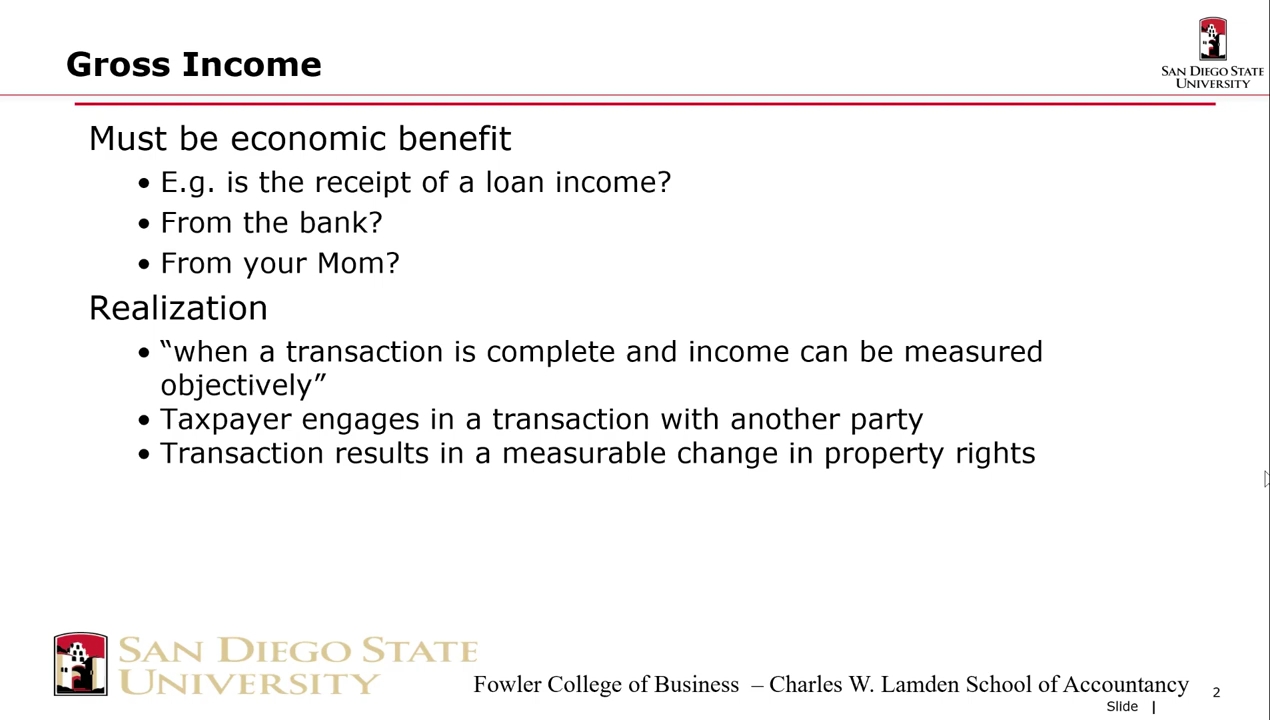 Gross Income
SAN DIEGO STATE
UNIVERSITY
Must be economic benefit
• E.g. is the receipt of a loan income?
• From the bank?
• From your Mom?
Realization
• “when a transaction is complete and income can be measured
objectively”
• Taxpayer engages in a transaction with another party
• Transaction results in a measurable change in property rights
SAN DIEGO STATE
UNIVERSITY
Fowler College of Business – Charles W. Lamden School of Accountancy
2
Slide |